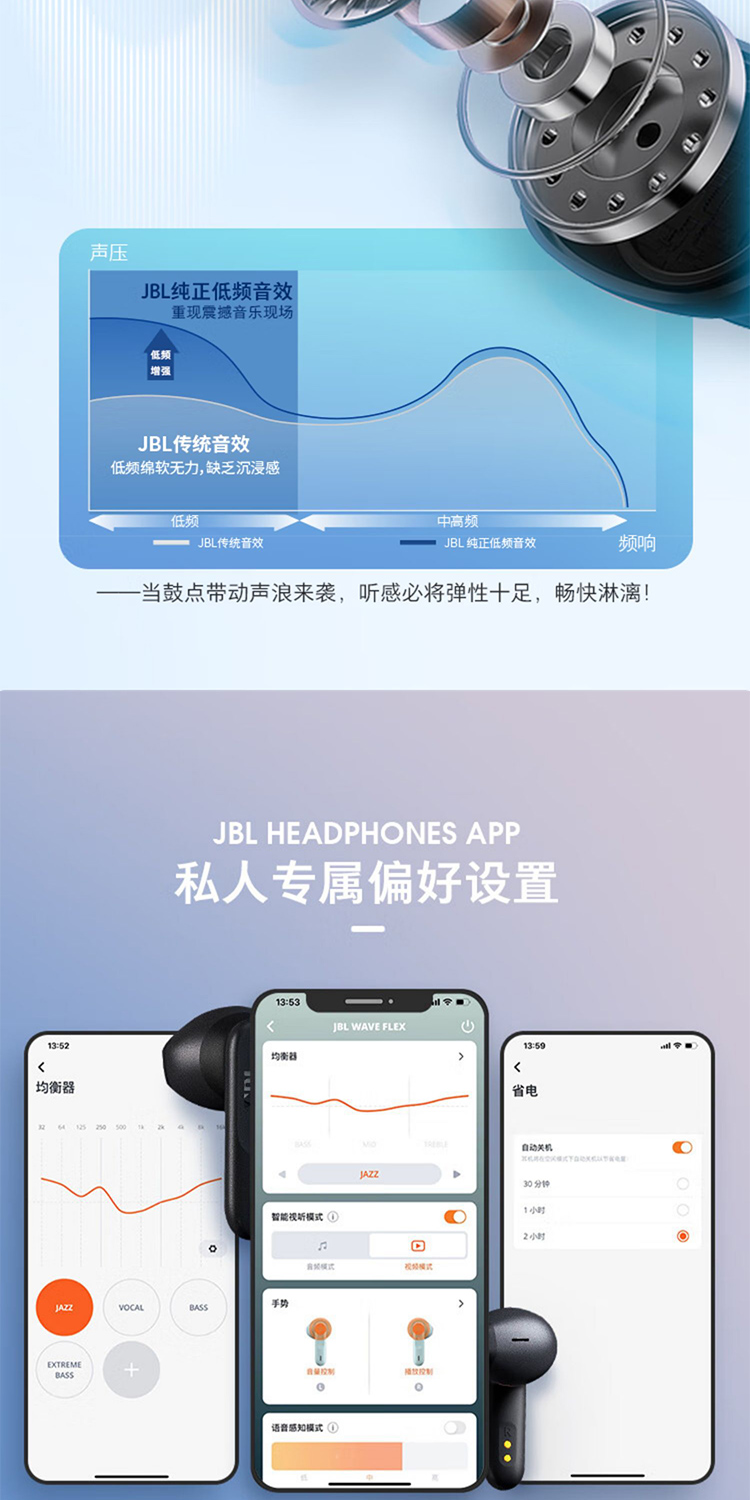 声压
JBL纯正低频音效
重现震撼音乐现场
低频
增强
JBL传统音效
低频绵软无力,缺乏沉浸感
低频
中高频
JBL传统音效
JBL 纯正低频音效
频响
——当鼓点带动声浪来袭，听感必将弹性十足，畅快淋漓！
JBL HEADPHONES APP
私人专属偏好设置
13:52
均衡器
32 64 125 250 500 1k 2k 4k 8k 16k
JAZZ
VOCAL
BASS
EXTREME
BASS
13:53
JBL WAVE FLEX
均衡器
BASS
MID
TREBLE
JAZZ
智能视听模式
音频模式
视频模式
手势
音量控制
播放控制
L
R
语音感知模式
低
中
高
13:59
省电
自动关机
30 分钟
1 小时
2 小时